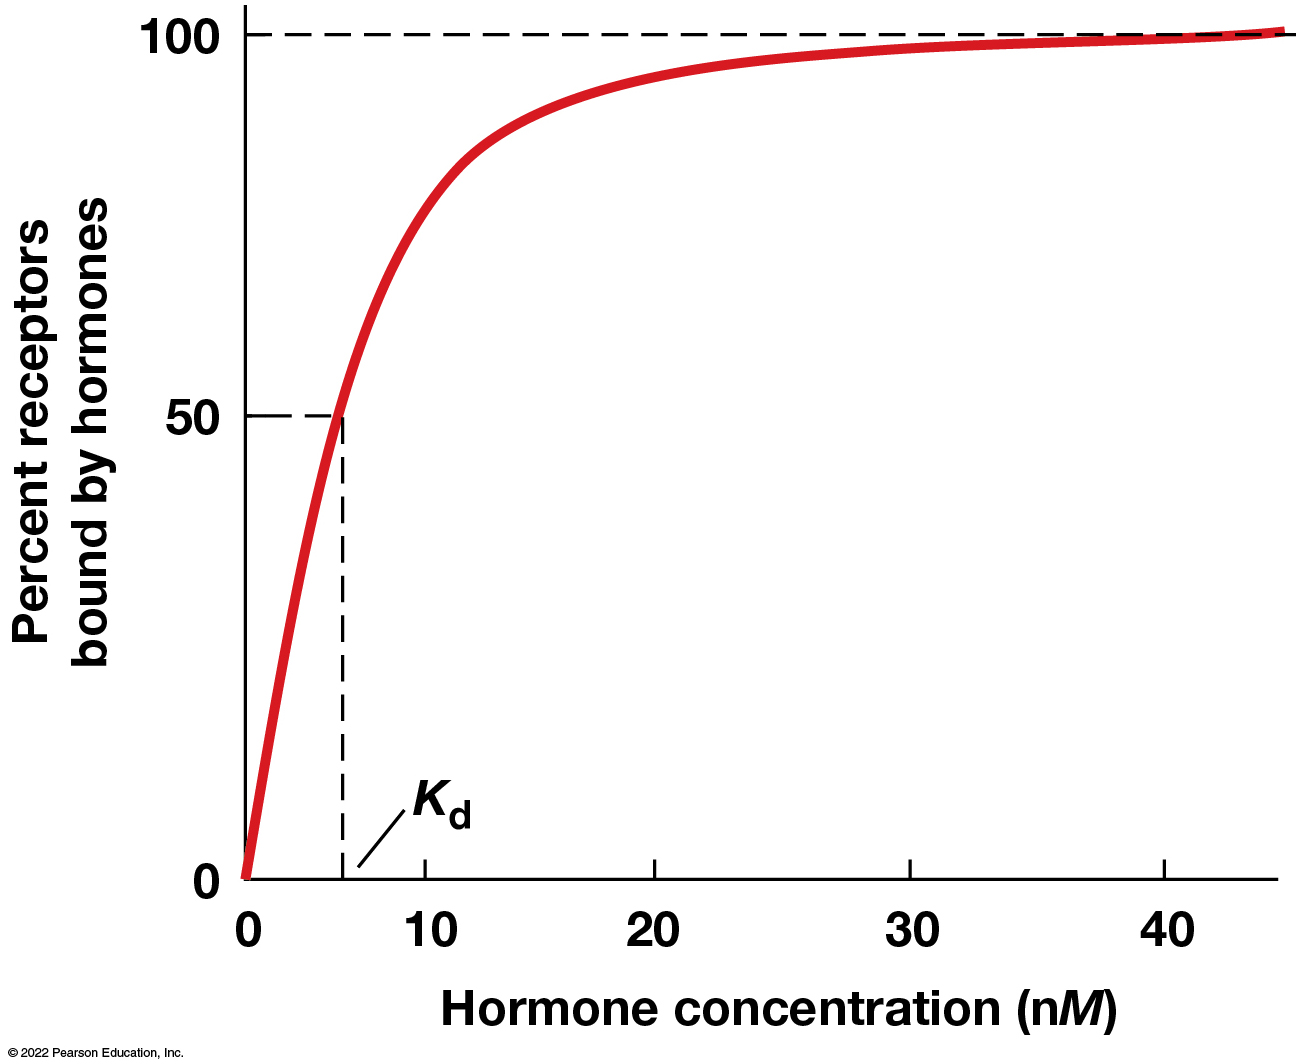 100
50
0
Percent receptors
bound by hormones
Kd
0 10 20 30 40
Hormone concentration (nM)
© 2022 Pearson Education, Inc.